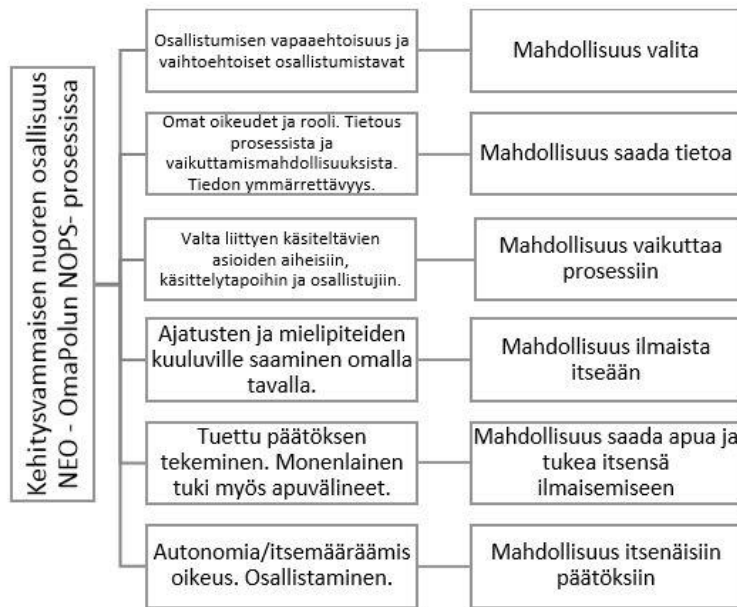 Kehitysvammaisen nuoren osallisuus
NEO - OmaPolun NOPS- prosessissa
Osallistumisen vapaaehtoisuus ja
vaihtoehtoiset osallistumistavat
Mahdollisuus valita
Omat oikeudet ja rooli. Tietous
prosessista ja
vaikuttamismahdollisuuksista.
Tiedon ymmärrettävyys.
Mahdollisuus saada tietoa
Valta liittyen käsiteltävien
asioiden aiheisiin,
käsittelytapoihin ja osallistujiin.
Mahdollisuus vaikuttaa
prosessiin
Ajatusten ja mielipiteiden
kuuluville saaminen omalla
tavalla.
Mahdollisuus ilmaista
itseään
Tuettu päätöksen
tekeminen. Monenlainen
tuki myös apuvälineet.
Mahdollisuus saada apua ja
tukea itsensä
ilmaisemiseen
Autonomia/itsemääräämis
oikeus. Osallistaminen.
Mahdollisuus itsenäisiin
päätöksiin